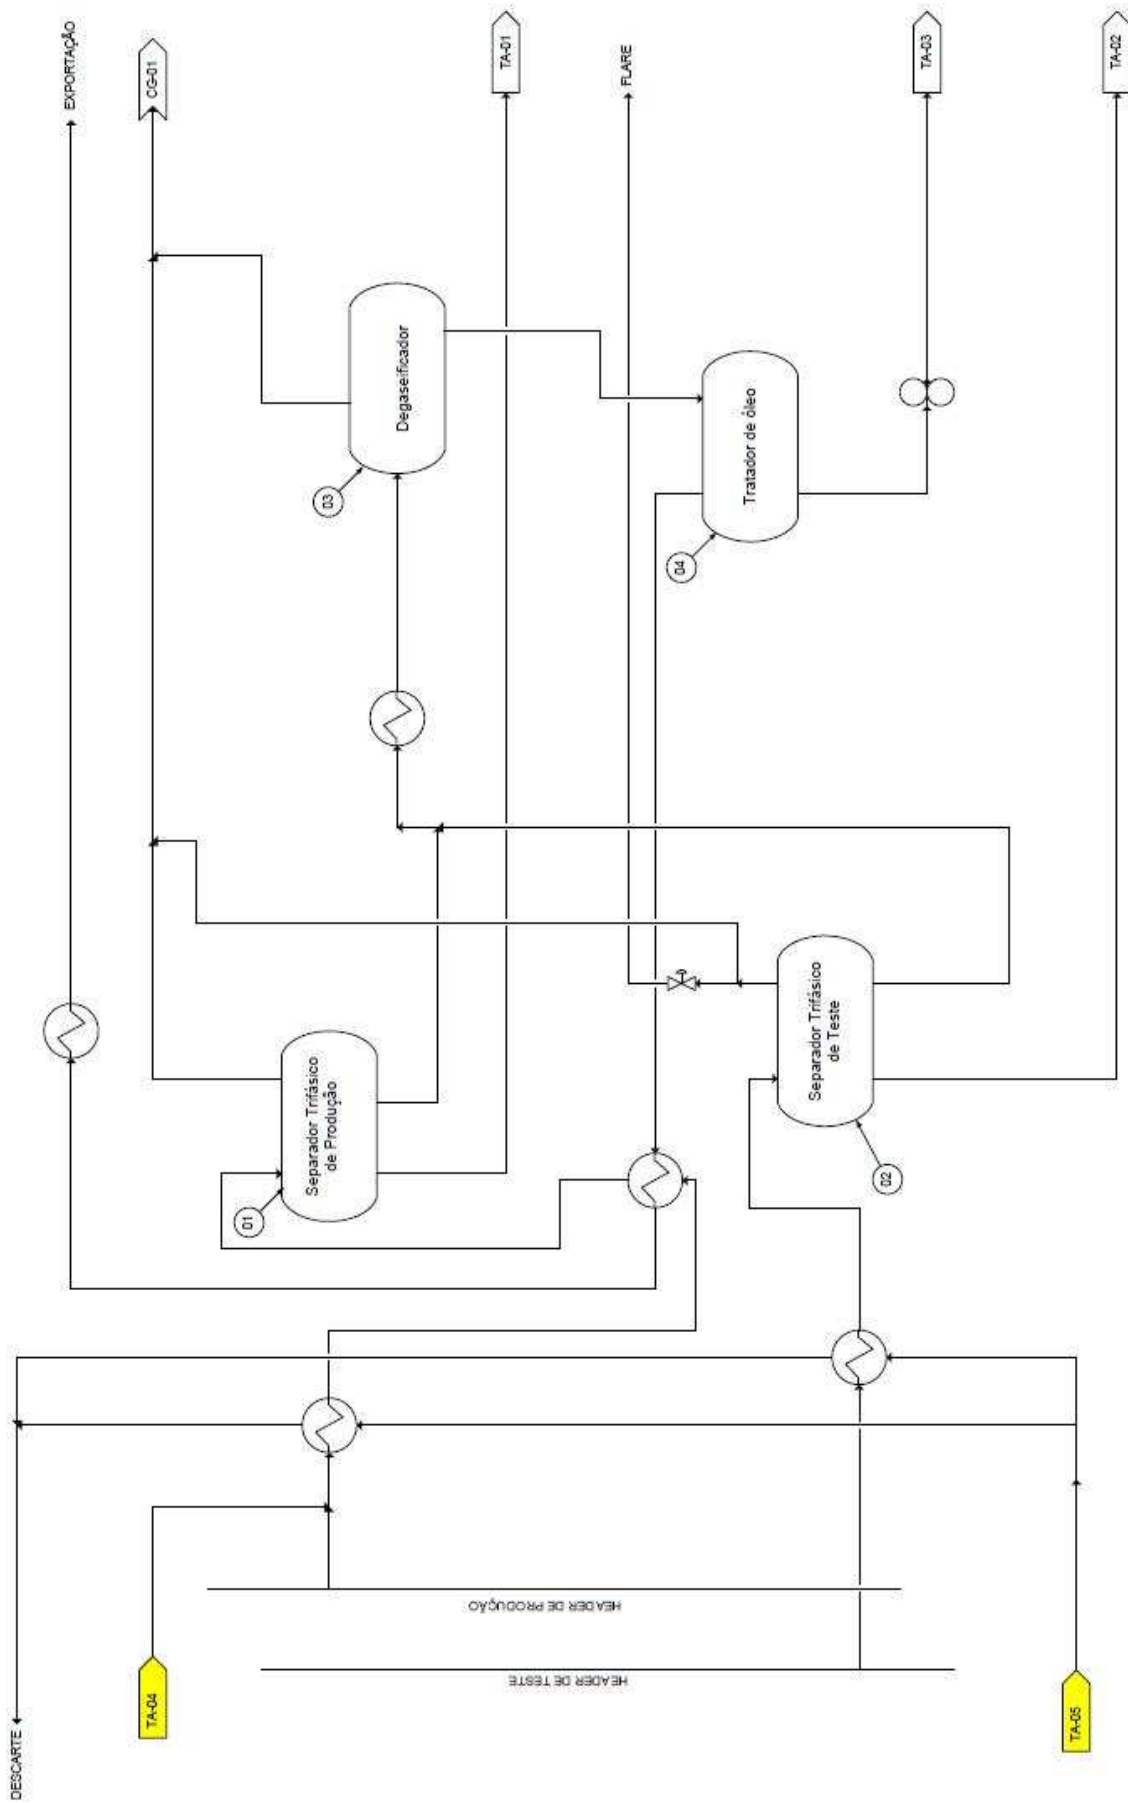 DESCARTE
EXPORTAÇÃO
CG-01
TA-04
TA-01
FLARE
TA-03
TA-02
TA-05
HEADER DE PRODUÇÃO
HEADER DE TESTE
01
Separador Trifásico
de Produção
02
Separador Trifásico
de Teste
03
Degaseificador
04
Tratador de óleo